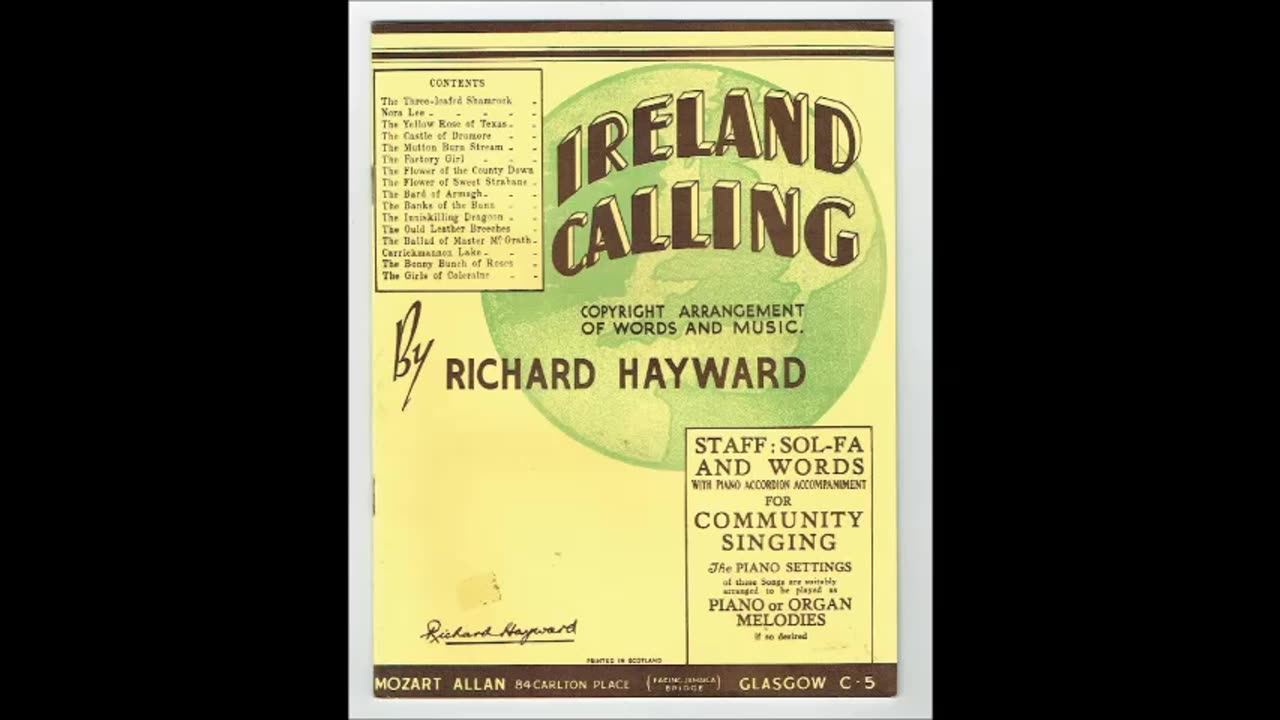 CONTENTS
The Three-leafed Shamrock -
Nora Lee - - - - -
The Yellow Rose of Texas - -
The Castle of Dromore - -
The Mutton Burn Stream - -
The Factory Girl - - -
The Flower of the County Down
The Flower of Sweet Strabane -
The Bard of Armagh - - -
The Banks of the Bann - -
The Inniskilling Dragoon - -
The Ould Leather Breeches -
The Ballad of Master McGrath -
Carrickmannon Lake - - -
The Bonny Bunch of Roses -
The Girls of Coleraine - -
IRELAND
CALLING
COPYRIGHT ARRANGEMENT
OF WORDS AND MUSIC.
By RICHARD HAYWARD
STAFF : SOL-FA
AND WORDS
WITH PIANO ACCORDION ACCOMPANIMENT
FOR
COMMUNITY
SINGING
The PIANO SETTINGS
of these Songs are suitably
arranged to be played as
PIANO or ORGAN
MELODIES
if so desired
Richard Hayward
PRINTED IN SCOTLAND
MOZART ALLAN 84 CARLTON PLACE (FACING JAMAICA BRIDGE) GLASGOW C-5